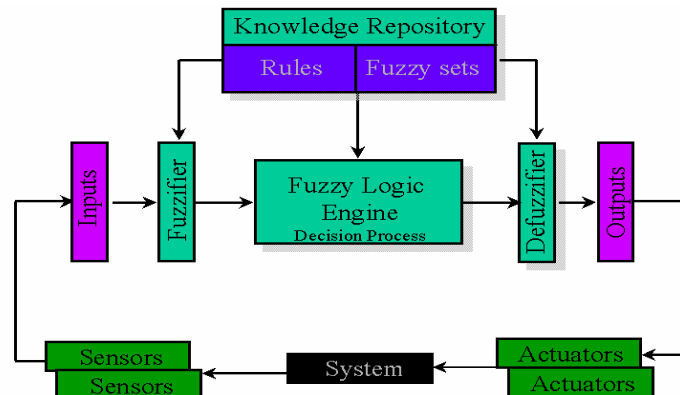 Knowledge Repository
Rules
Fuzzy sets
Inputs
Fuzzifier
Fuzzy Logic
Engine
Decision Process
Defuzzifier
Outputs
Sensors
Sensors
System
Actuators
Actuators